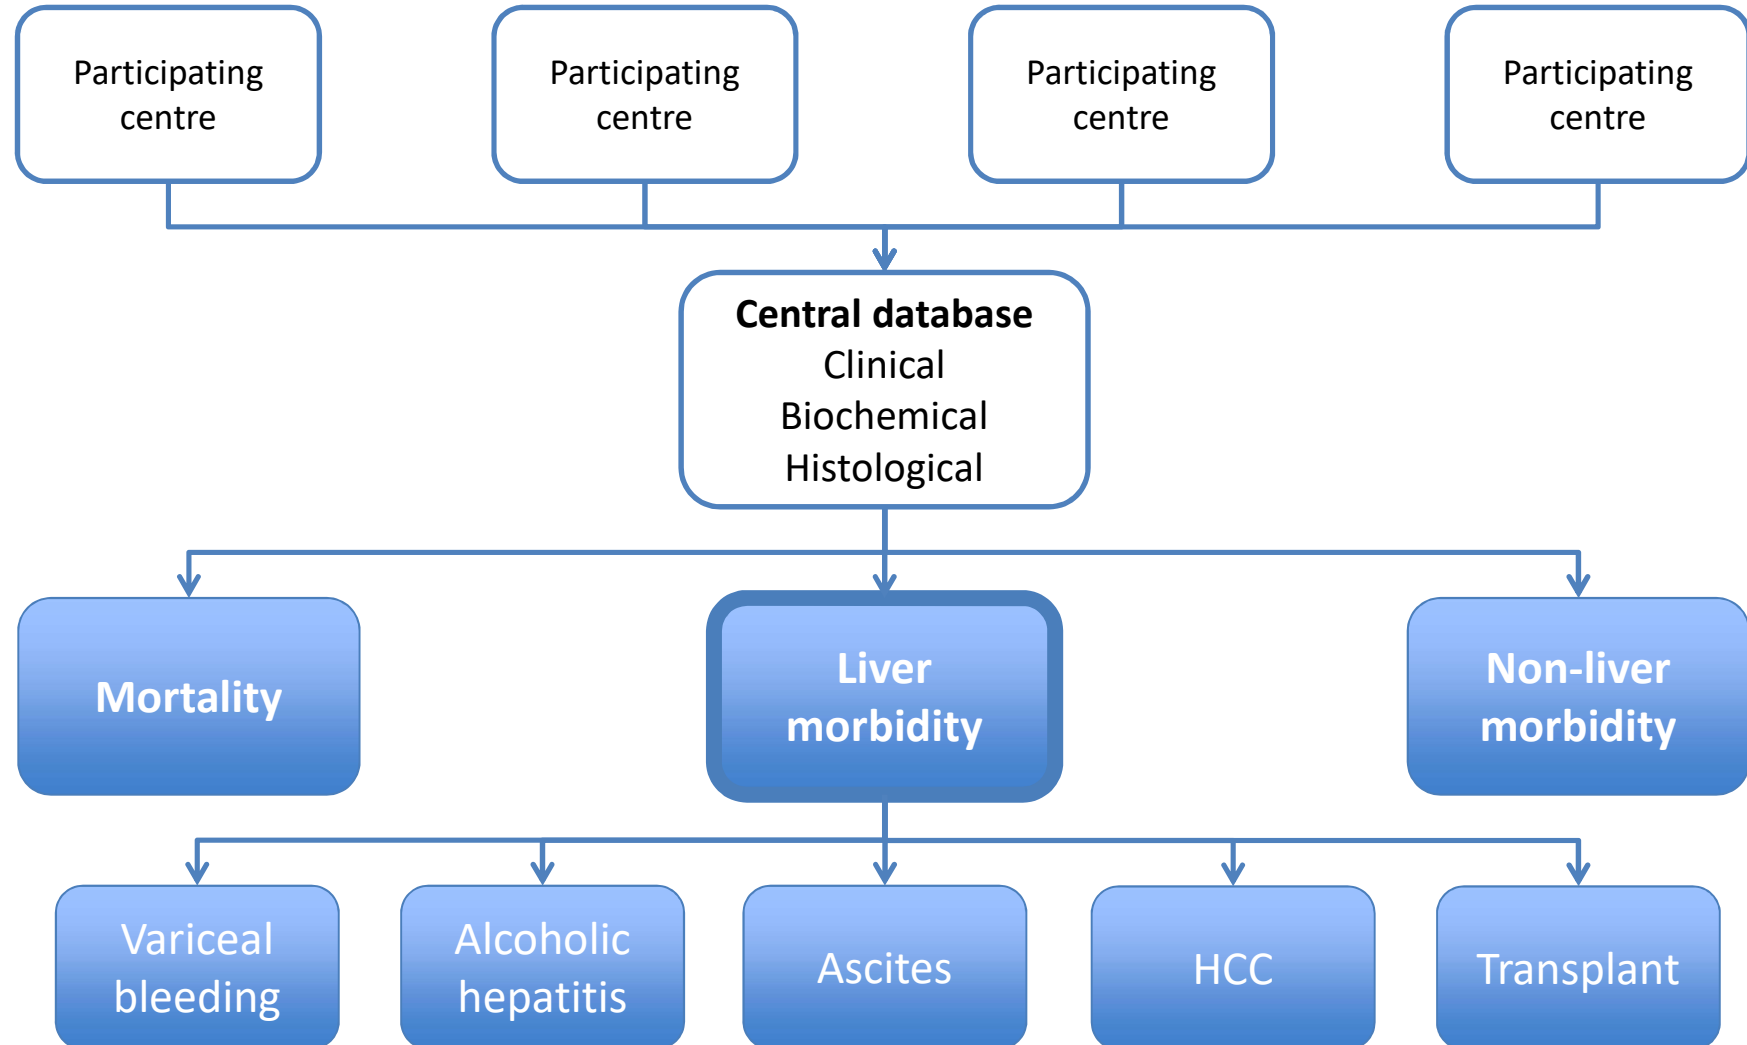 Participating
centre
Participating
centre
Participating
centre
Participating
centre
Central database
Clinical
Biochemical
Histological
Mortality
Liver
morbidity
Non-liver
morbidity
Variceal
bleeding
Alcoholic
hepatitis
Ascites
HCC
Transplant